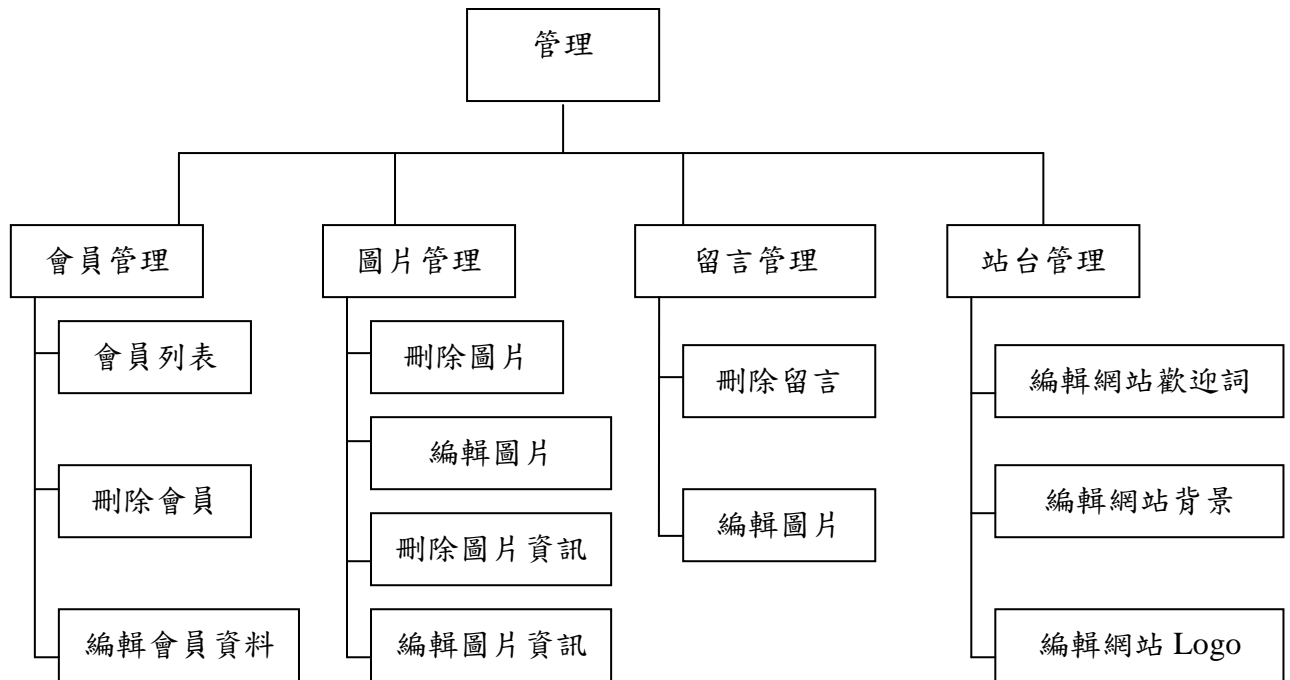 管理
會員管理
會員列表
刪除會員
編輯會員資料
圖片管理
刪除圖片
編輯圖片
刪除圖片資訊
編輯圖片資訊
留言管理
刪除留言
編輯圖片
站台管理
編輯網站歡迎詞
編輯網站背景
編輯網站 Logo